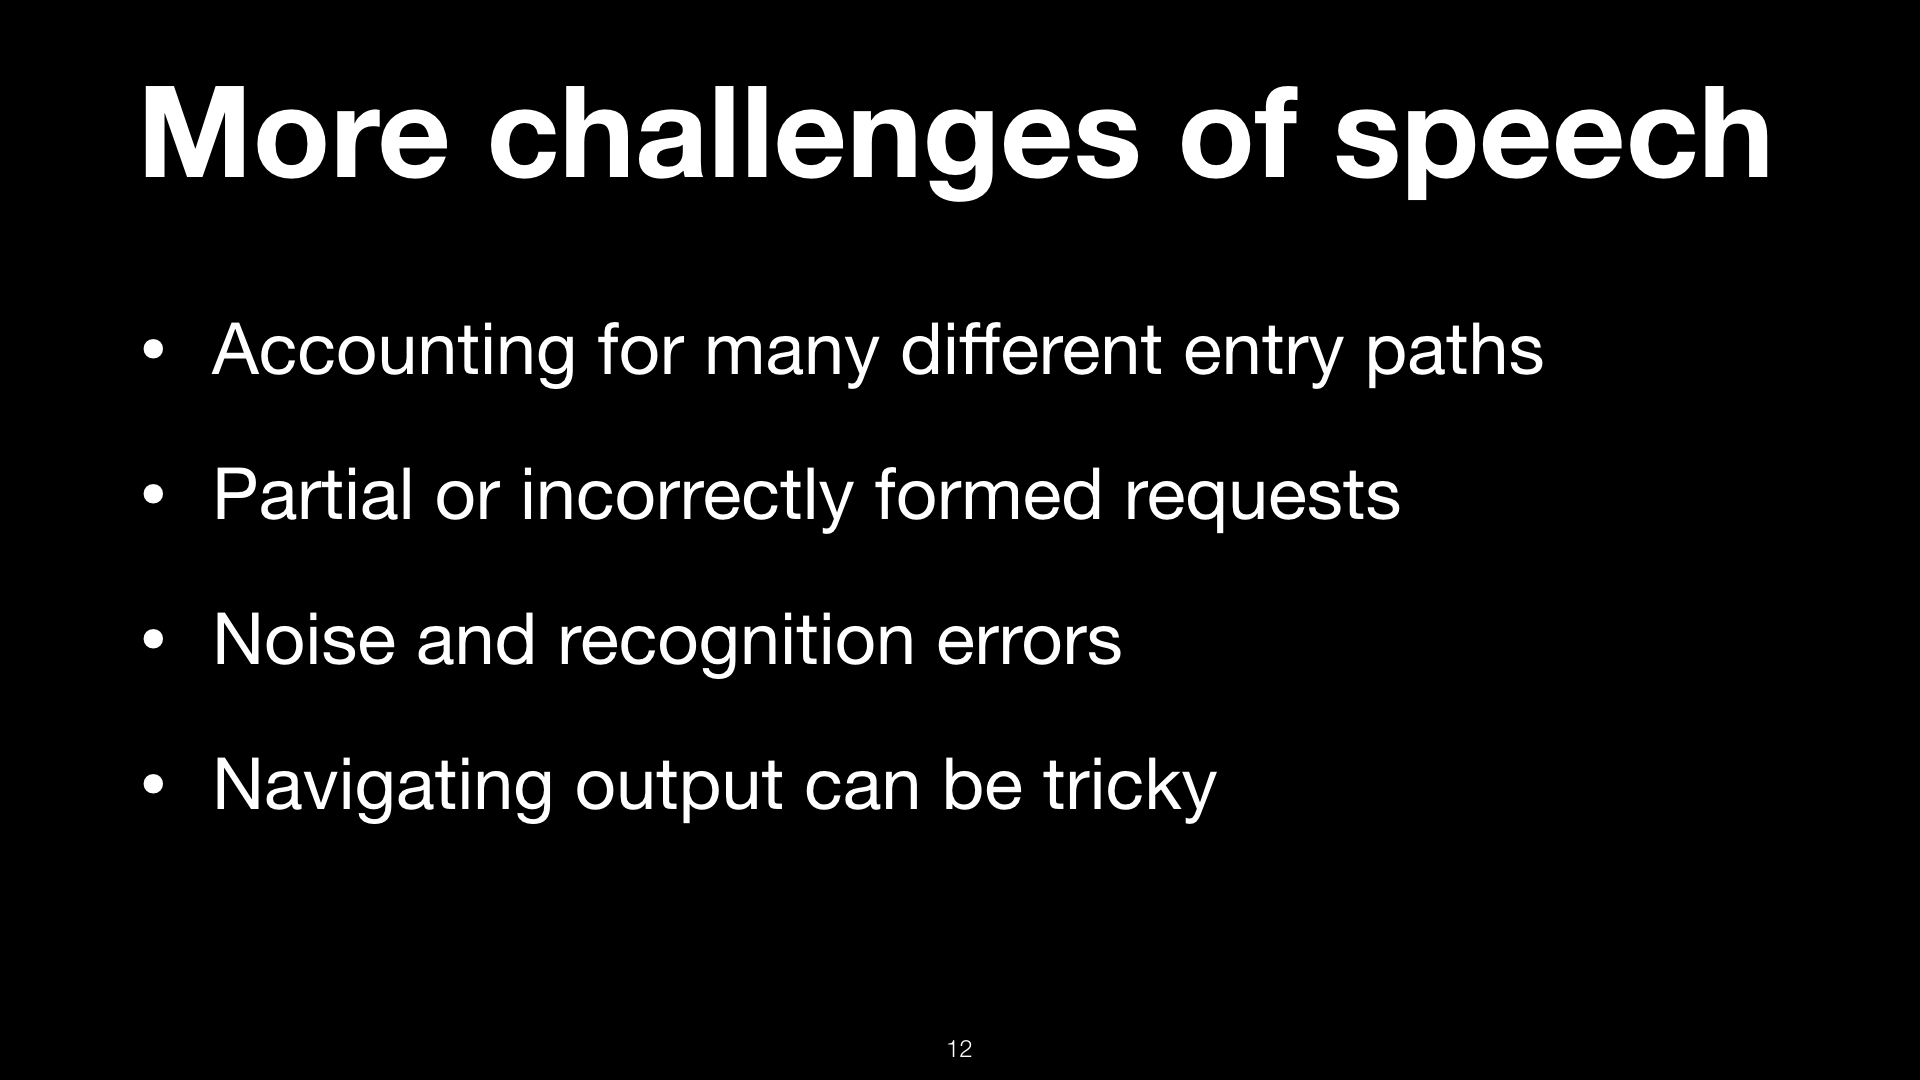 More challenges of speech
• Accounting for many different entry paths
• Partial or incorrectly formed requests
• Noise and recognition errors
• Navigating output can be tricky
12